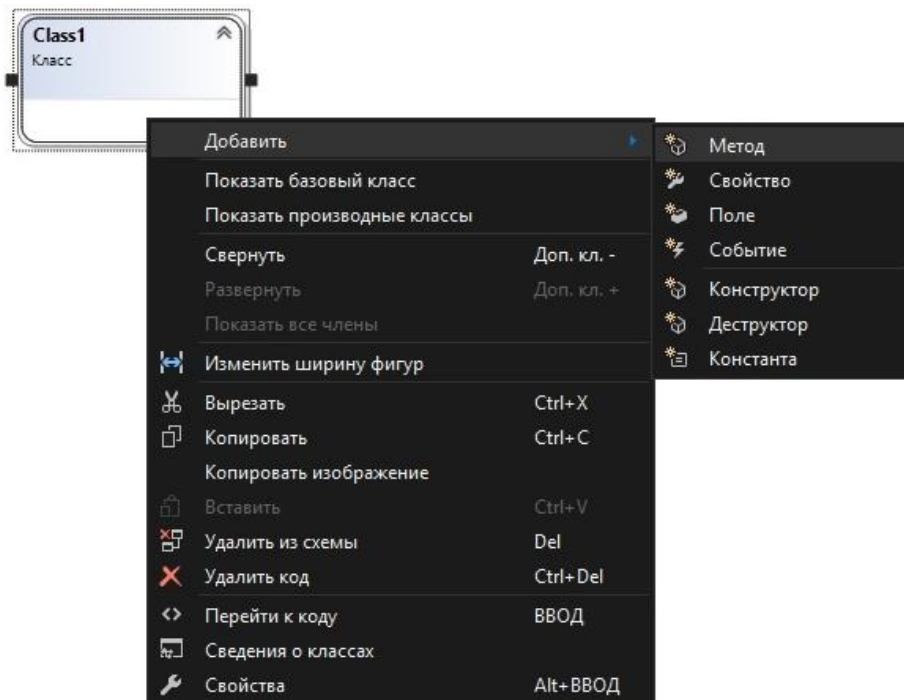 Class1
Класс
Добавить
Показать базовый класс
Показать производные классы
Свернуть Доп. кл. -
Развернуть Доп. кл. +
Показать все члены
Изменить ширину фигур
Вырезать Ctrl+X
Копировать Ctrl+C
Копировать изображение
Вставить Ctrl+V
Удалить из схемы Del
Удалить код Ctrl+Del
Перейти к коду ВВОД
Сведения о классах
Свойства Alt+ВВОД
Метод
Свойство
Поле
Событие
Конструктор
Деструктор
Константа